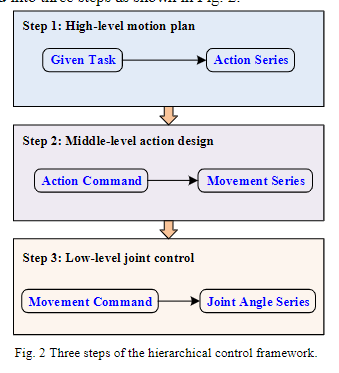 into three steps as shown in Fig. 2.
Step 1: High-level motion plan
Given Task Action Series
Step 2: Middle-level action design
Action Command Movement Series
Step 3: Low-level joint control
Movement Command Joint Angle Series
Fig. 2 Three steps of the hierarchical control framework.